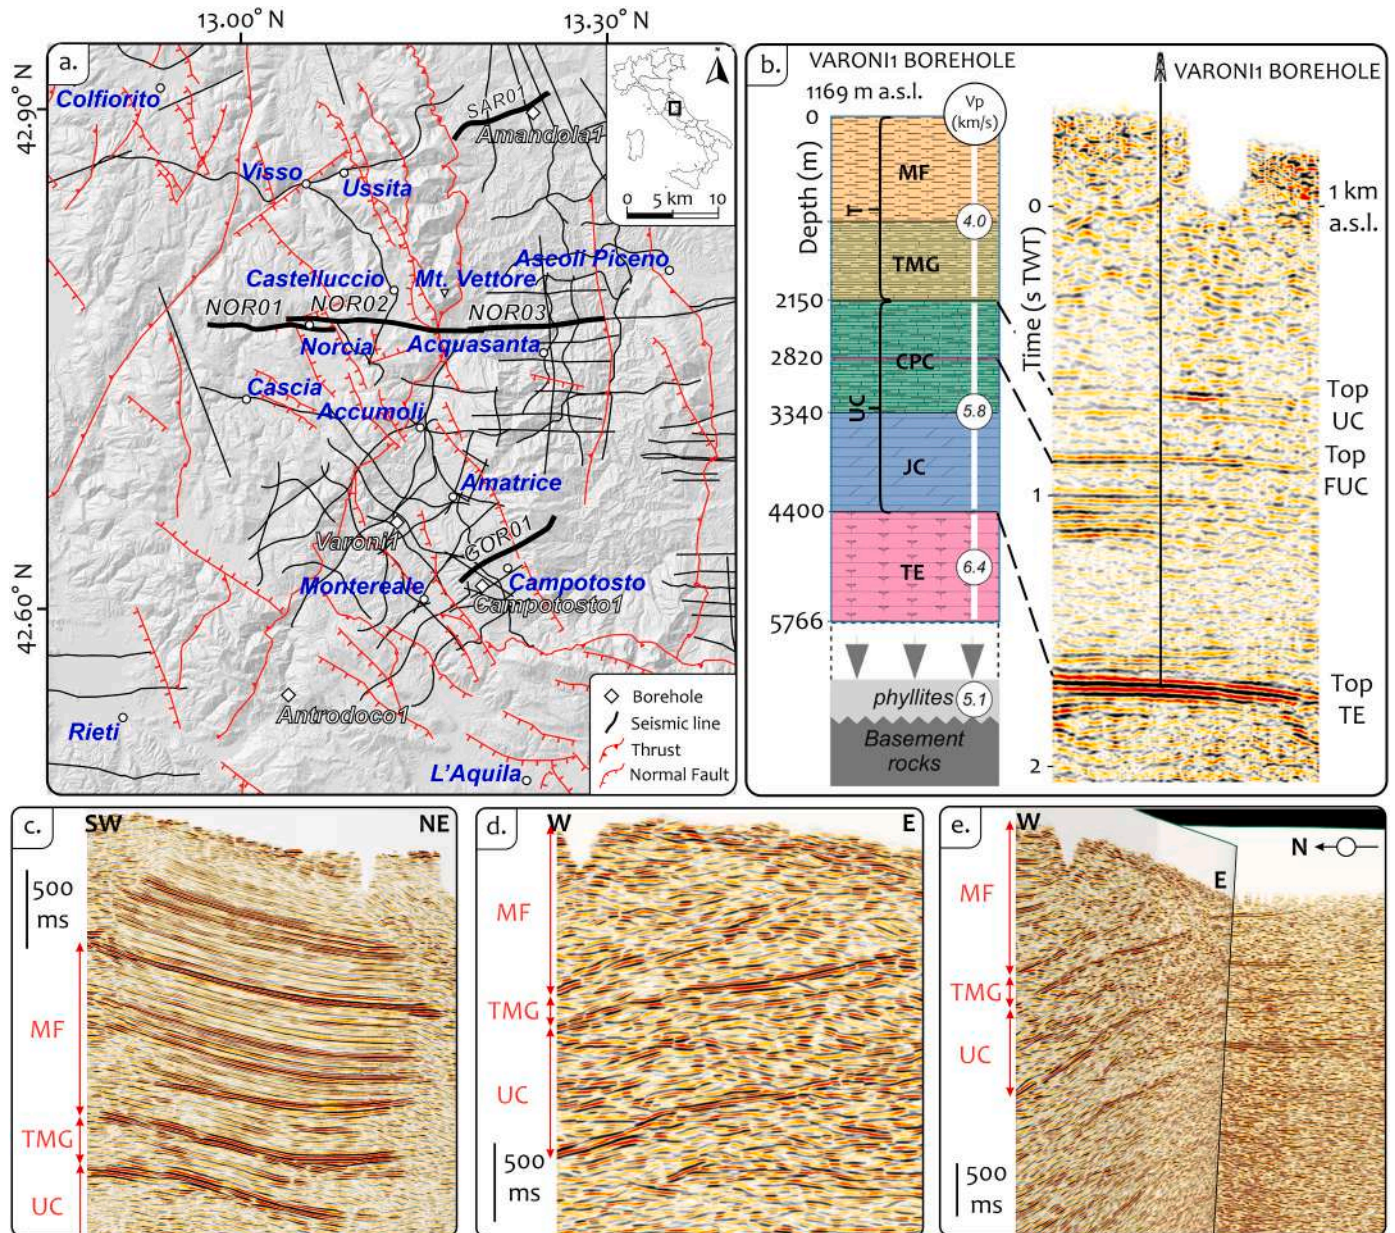 13.00° N
13.30° N
42.90° N
42.60° N
a.
Colfiorito
SAR01
Amandola1
N
0 5 km 10
Visso
Ussita
Castelluccio
Mt. Vettore
Ascoli Piceno
NOR01
NOR02
NOR03
Norcia
Acquasanta
Cascia
Accumoli
Amatrice
Varoni1
GOR01
Montereale
Campotosto
Campotosto1
Antrodoco1
Rieti
L'Aquila
Borehole
Seismic line
Thrust
Normal Fault
b.
VARONI1 BOREHOLE
1169 m a.s.l.
Vp
(km/s)
VARONI1 BOREHOLE
Depth (m)
0
2150
2820
3340
4400
5766
T
UC
MF
TMG
CPC
JC
TE
4.0
5.8
6.4
phyllites
5.1
Basement
rocks
Time (s TWT)
0
1
2
1 km
a.s.l.
Top
UC
Top
FUC
Top
TE
c.
SW
NE
500
ms
MF
TMG
UC
d.
W
E
MF
TMG
UC
500
ms
e.
W
E
N
MF
TMG
UC
500
ms